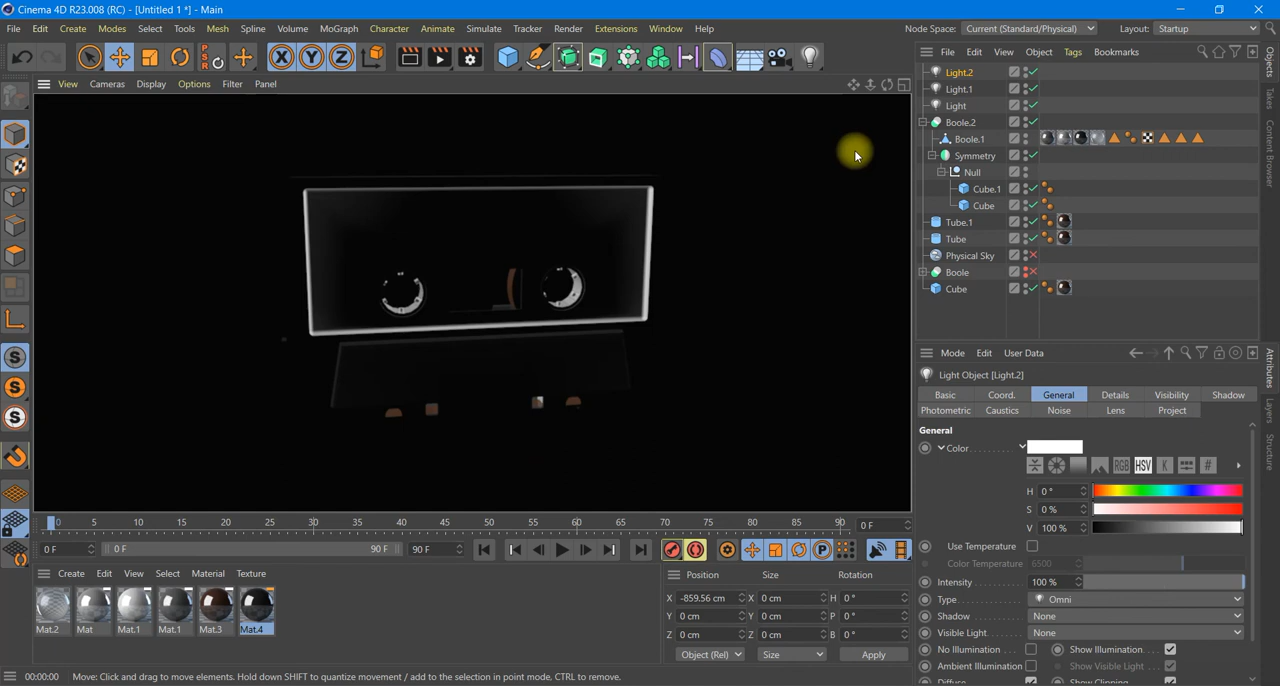 Cinema 4D R23.008 (RC) - [Untitled 1 *] - Main
File Edit Create Modes Select Tools Mesh Spline Volume MoGraph Character Animate Simulate Tracker Render Extensions Window Help Node Space: Current (Standard/Physical) Layout: Startup
PSR X Y Z File Edit View Object Tags Bookmarks
View Cameras Display Options Filter Panel
Light.2
Light.1
Light
Boole.2
Boole.1
Symmetry
Null
Cube.1
Cube
Tube.1
Tube
Physical Sky
Boole
Cube
Objects
Takes
Content Browser
Mode Edit User Data
Light Object [Light.2]
Basic Coord. General Details Visibility Shadow
Photometric Caustics Noise Lens Project
Attributes
Layers
Structure
General
Color
RGB HSV K #
H 0 °
S 0 %
V 100 %
Use Temperature
Color Temperature 6500
Intensity 100 %
Type Omni
Shadow None
Visible Light None
No Illumination Show Illumination
Ambient Illumination Show Visible Light
Diffuse Show Clipping
0 5 10 15 20 25 30 35 40 45 50 55 60 65 70 75 80 85 90 0 F
0 F 0 F 90 F 90 F
Create Edit View Select Material Texture
Mat.2 Mat Mat.1 Mat.1 Mat.3 Mat.4
Position Size Rotation
X -859.56 cm X 0 cm H 0 °
Y 0 cm Y 0 cm P 0 °
Z 0 cm Z 0 cm B 0 °
Object (Rel) Size Apply
00:00:00 Move: Click and drag to move elements. Hold down SHIFT to quantize movement / add to the selection in point mode, CTRL to remove.